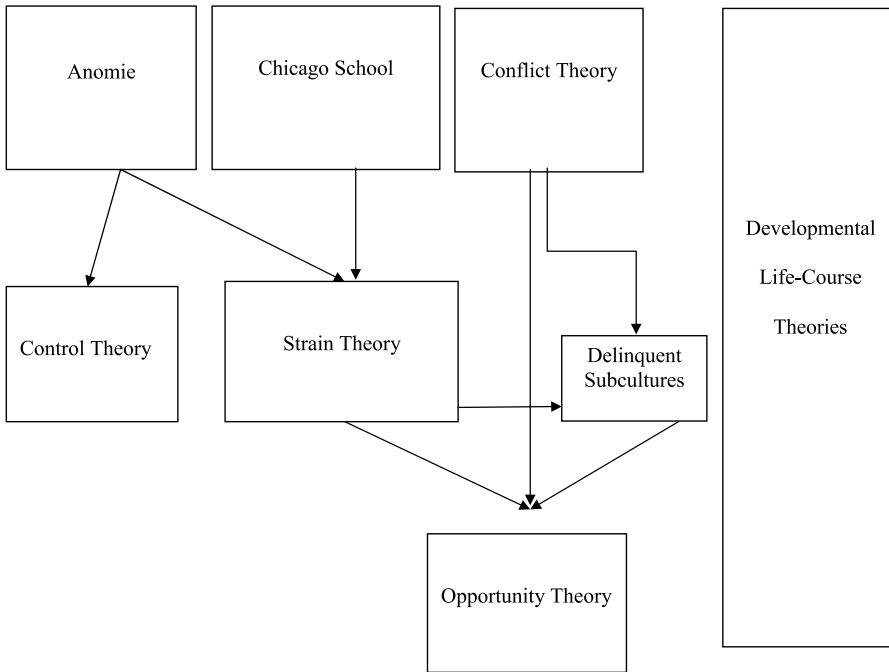 Anomie
Chicago School
Conflict Theory
Developmental
Life-Course
Theories
Control Theory
Strain Theory
Delinquent
Subcultures
Opportunity Theory